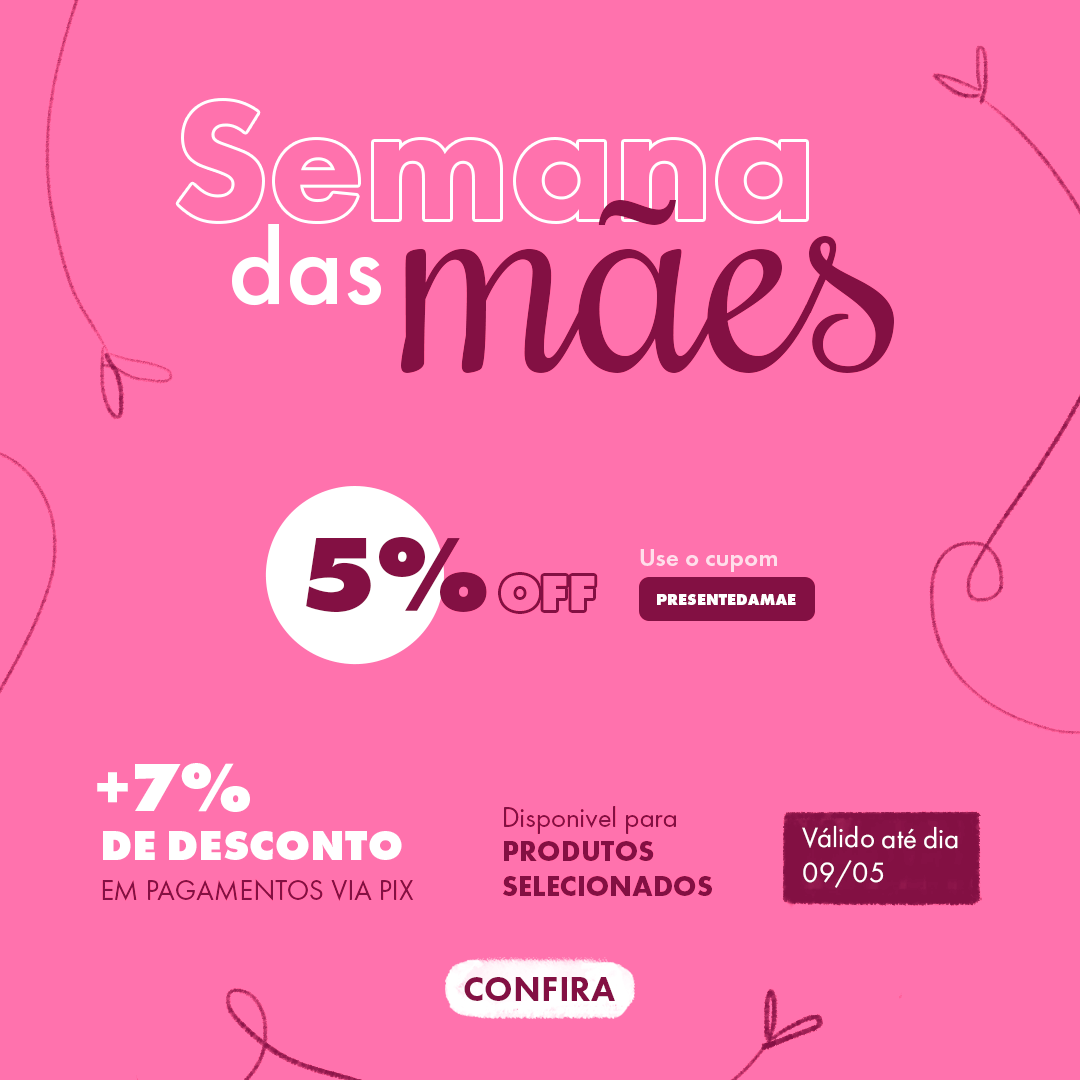 Semana
das mães
5% OFF
Use o cupom
PRESENTEDAMAE
+7%
DE DESCONTO
EM PAGAMENTOS VIA PIX
Disponivel para
PRODUTOS
SELECIONADOS
Válido até dia
09/05
CONFIRA